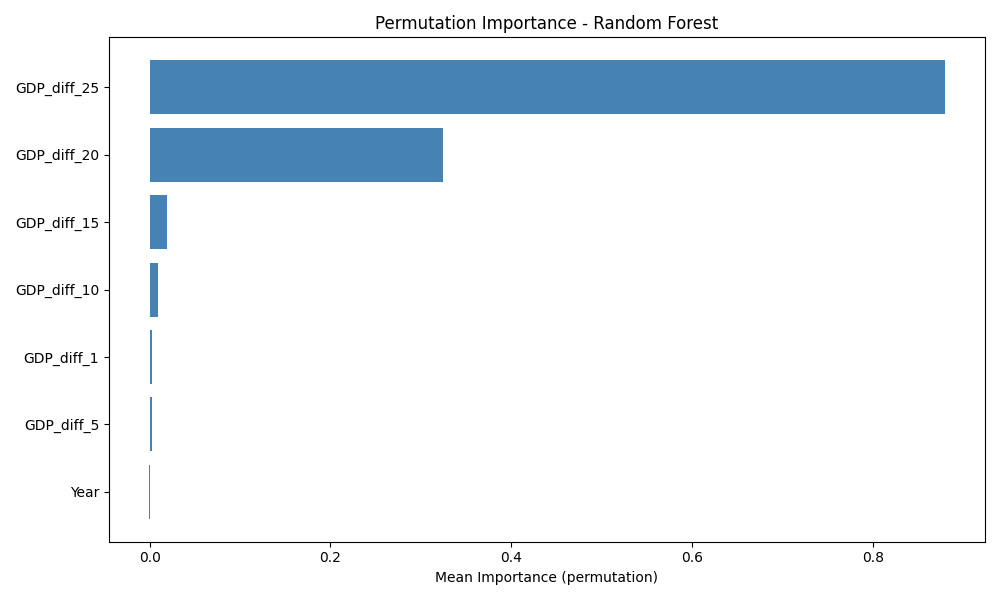 Permutation Importance - Random Forest
GDP_diff_25
GDP_diff_20
GDP_diff_15
GDP_diff_10
GDP_diff_1
GDP_diff_5
Year
0.0 0.2 0.4 0.6 0.8
Mean Importance (permutation)